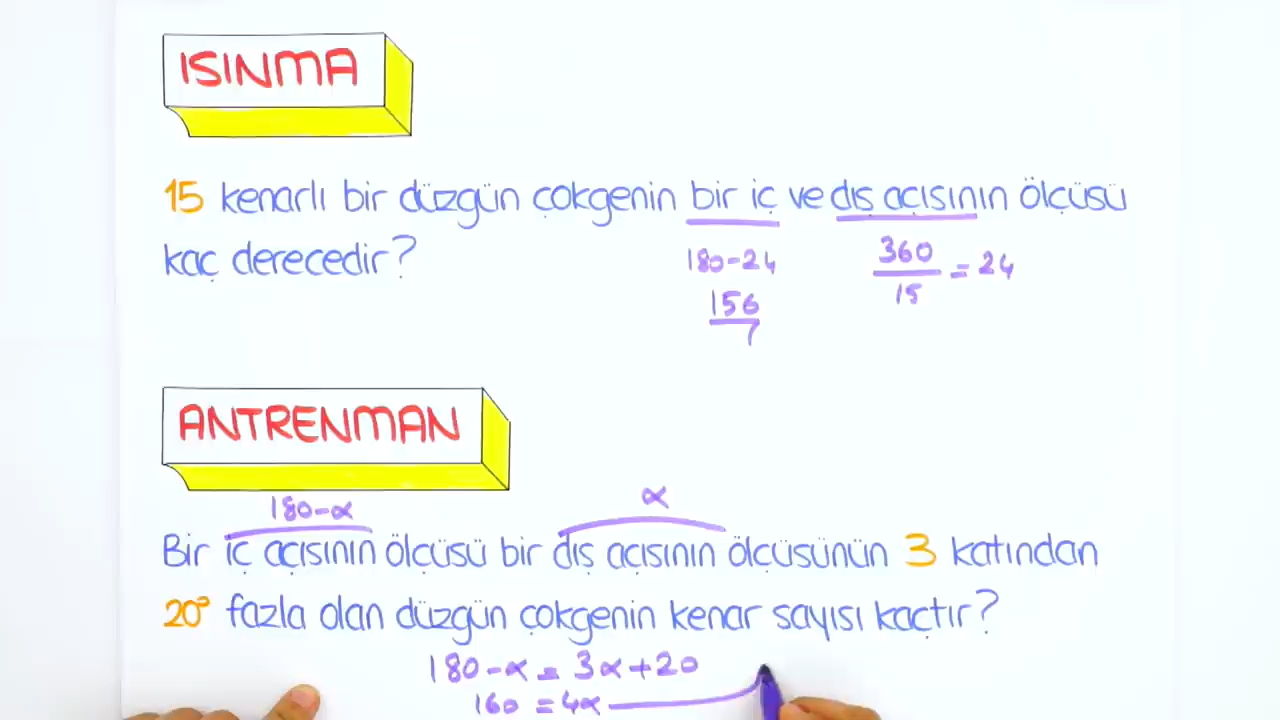 ISINMA
15 kenarlı bir düzgün çokgenin bir iç ve dış açısının ölçüsü
kaç derecedir?
180-24
156
360
15
= 24
ANTRENMAN
180-α
α
Bir iç açısının ölçüsü bir dış açısının ölçüsünün 3 katından
20° fazla olan düzgün çokgenin kenar sayısı kaçtır?
180-α = 3α+20
160 = 4α